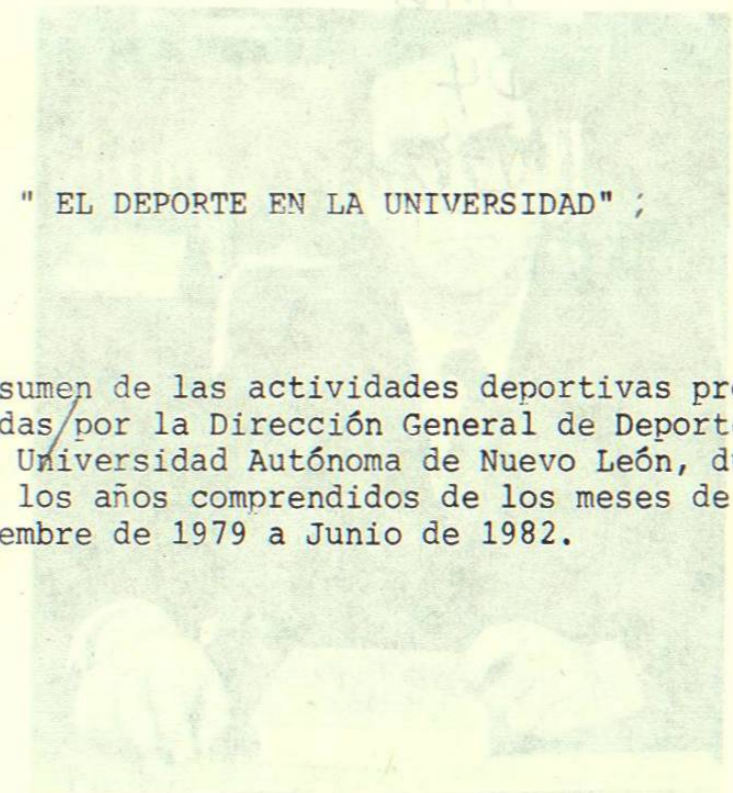 " EL DEPORTE EN LA UNIVERSIDAD" ;
sumen de las actividades deportivas pro
das/por la Dirección General de Deport
Universidad Autónoma de Nuevo León, d
los años comprendidos de los meses de
embre de 1979 a Junio de 1982.